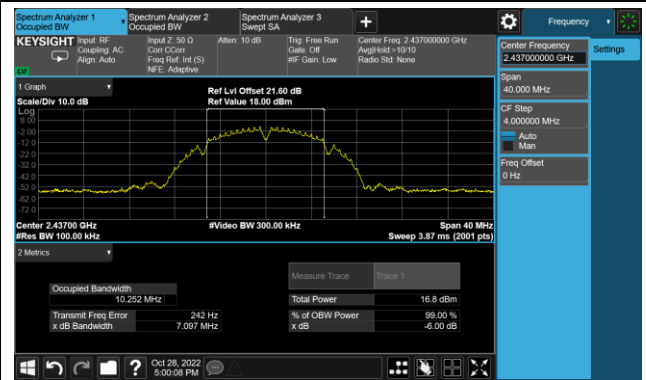 Spectrum Analyzer 1
Occupied BW
Spectrum Analyzer 2
Occupied BW
Spectrum Analyzer 3
Swept SA
Frequency
KEYSIGHT
Input: RF
Coupling: AC
Align: Auto
Input Z: 50 Ω
Corr CCorr
Freq Ref: Int (S)
NFE: Adaptive
Atten: 10 dB
Trig: Free Run
Gate: Off
#IF Gain: Low
Center Freq: 2.437000000 GHz
Avg|Hold:>10/10
Radio Std: None
Center Frequency
2.437000000 GHz
Settings
Span
40.000 MHz
CF Step
4.000000 MHz
Auto
Man
Freq Offset
0 Hz
1 Graph
Scale/Div 10.0 dB
Ref Lvl Offset 21.60 dB
Ref Value 18.00 dBm
Log
8.00
-2.00
-12.0
-22.0
-32.0
-42.0
-52.0
-62.0
-72.0
Center 2.43700 GHz
#Res BW 100.00 kHz
#Video BW 300.00 kHz
Span 40 MHz
Sweep 3.87 ms (2001 pts)
2 Metrics
Measure Trace
Trace 1
Occupied Bandwidth
10.252 MHz
Total Power
16.8 dBm
Transmit Freq Error
242 Hz
% of OBW Power
99.00 %
x dB Bandwidth
7.097 MHz
x dB
-6.00 dB
Oct 28, 2022
5:00:08 PM